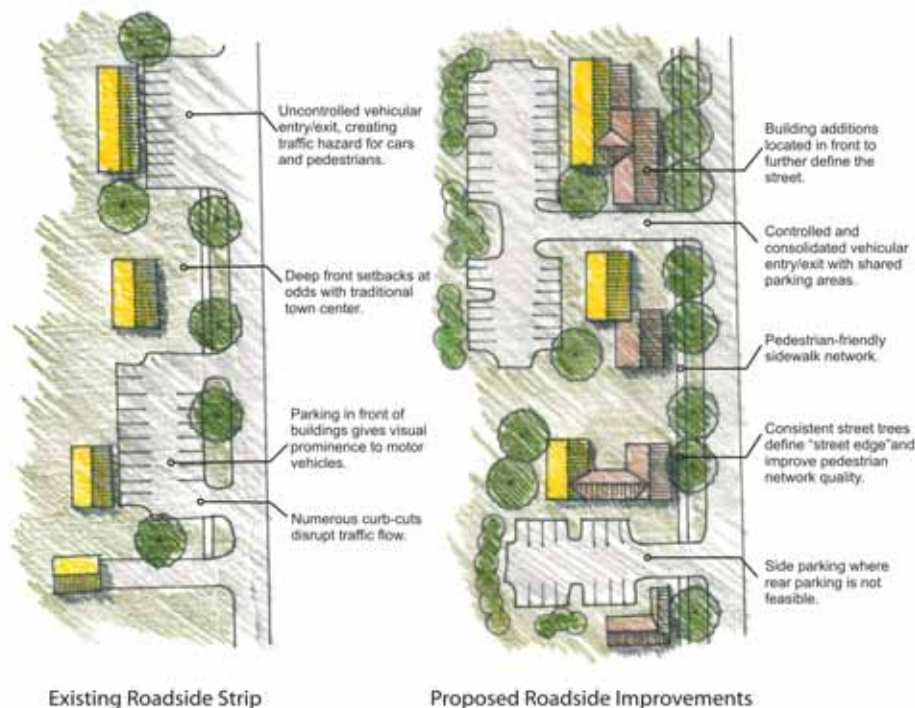 Uncontrolled vehicular
entry/exit, creating
traffic hazard for cars
and pedestrians.
Deep front setbacks at
odds with traditional
town center.
Parking in front of
buildings gives visual
prominence to motor
vehicles.
Numerous curb-cuts
disrupt traffic flow.
Existing Roadside Strip
Building additions
located in front to
further define the
street.
Controlled and
consolidated vehicular
entry/exit with shared
parking areas.
Pedestrian-friendly
sidewalk network.
Consistent street trees
define "street edge"and
improve pedestrian
network quality.
Side parking where
rear parking is not
feasible.
Proposed Roadside Improvements